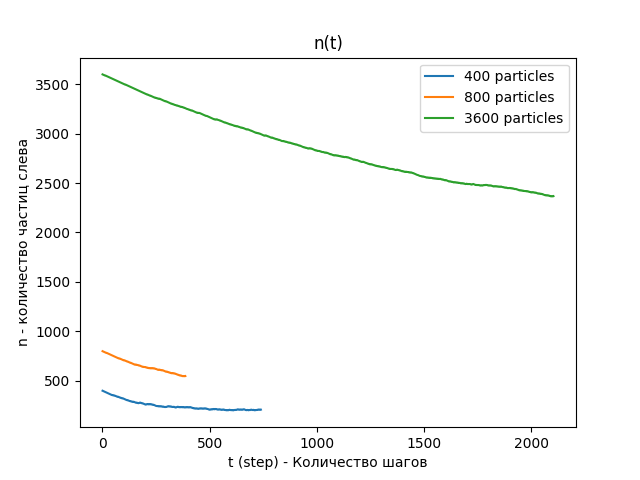 n(t)
3500
3000
2500
2000
1500
1000
500
n - количество частиц слева
400 particles
800 particles
3600 particles
0
500
1000
1500
2000
t (step) - Количество шагов